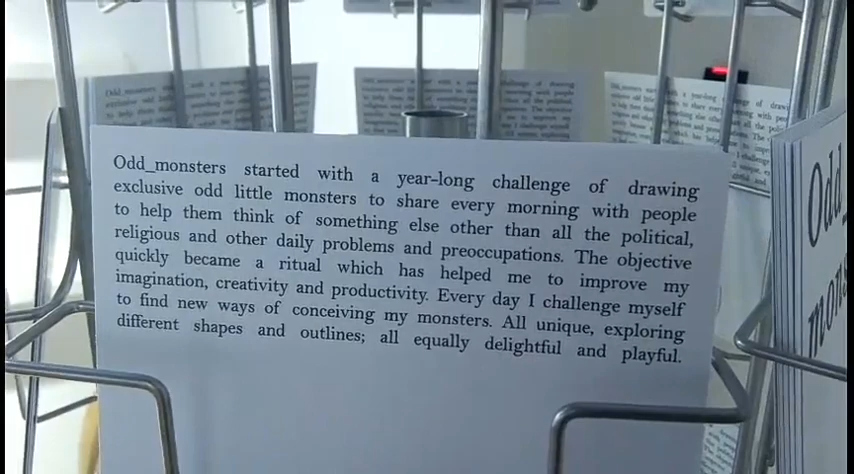 Odd_monsters started with a year-long challenge of drawing
exclusive odd little monsters to share every morning with people
to help them think of something else other than all the political,
religious and other daily problems and preoccupations. The objective
quickly became a ritual which has helped me to improve my
imagination, creativity and productivity. Every day I challenge myself
to find new ways of conceiving my monsters. All unique, exploring
different shapes and outlines; all equally delightful and playful.
Odd_
mons